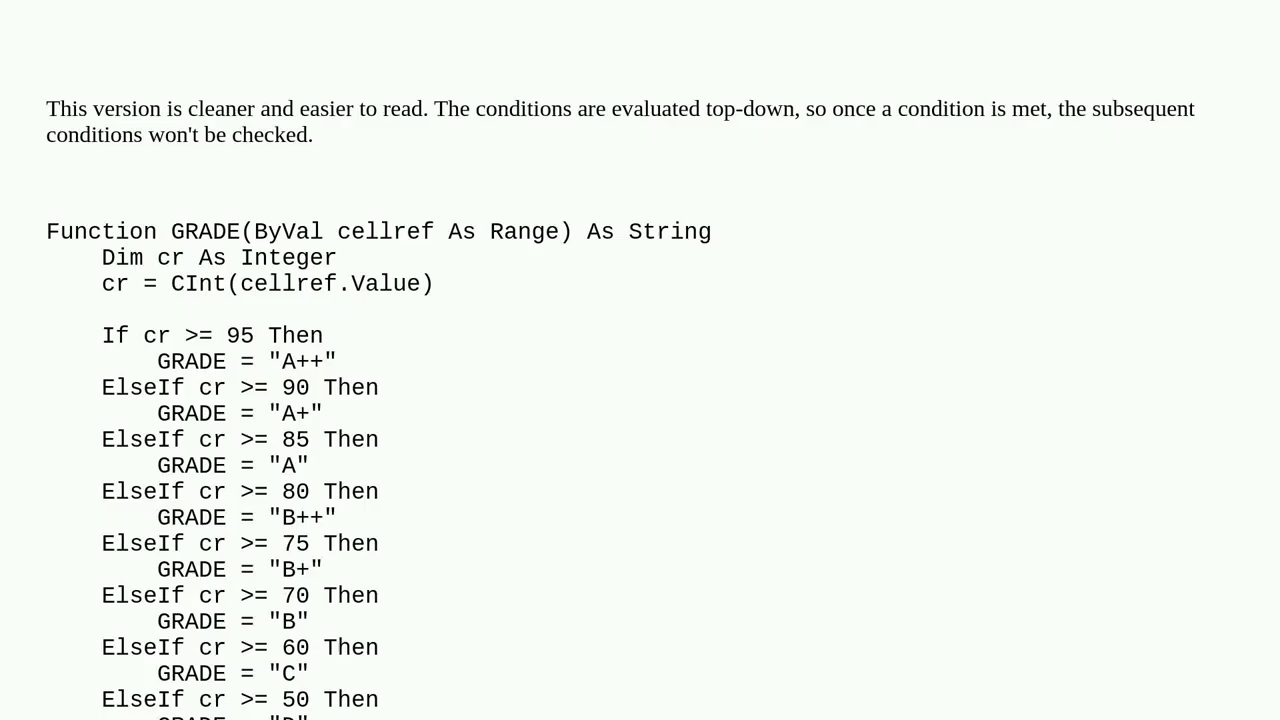 This version is cleaner and easier to read. The conditions are evaluated top-down, so once a condition is met, the subsequent
conditions won't be checked.
Function GRADE(ByVal cellref As Range) As String
    Dim cr As Integer
    cr = CInt(cellref.Value)
    If cr >= 95 Then
        GRADE = "A++"
    ElseIf cr >= 90 Then
        GRADE = "A+"
    ElseIf cr >= 85 Then
        GRADE = "A"
    ElseIf cr >= 80 Then
        GRADE = "B++"
    ElseIf cr >= 75 Then
        GRADE = "B+"
    ElseIf cr >= 70 Then
        GRADE = "B"
    ElseIf cr >= 60 Then
        GRADE = "C"
    ElseIf cr >= 50 Then
        GRADE = "D"